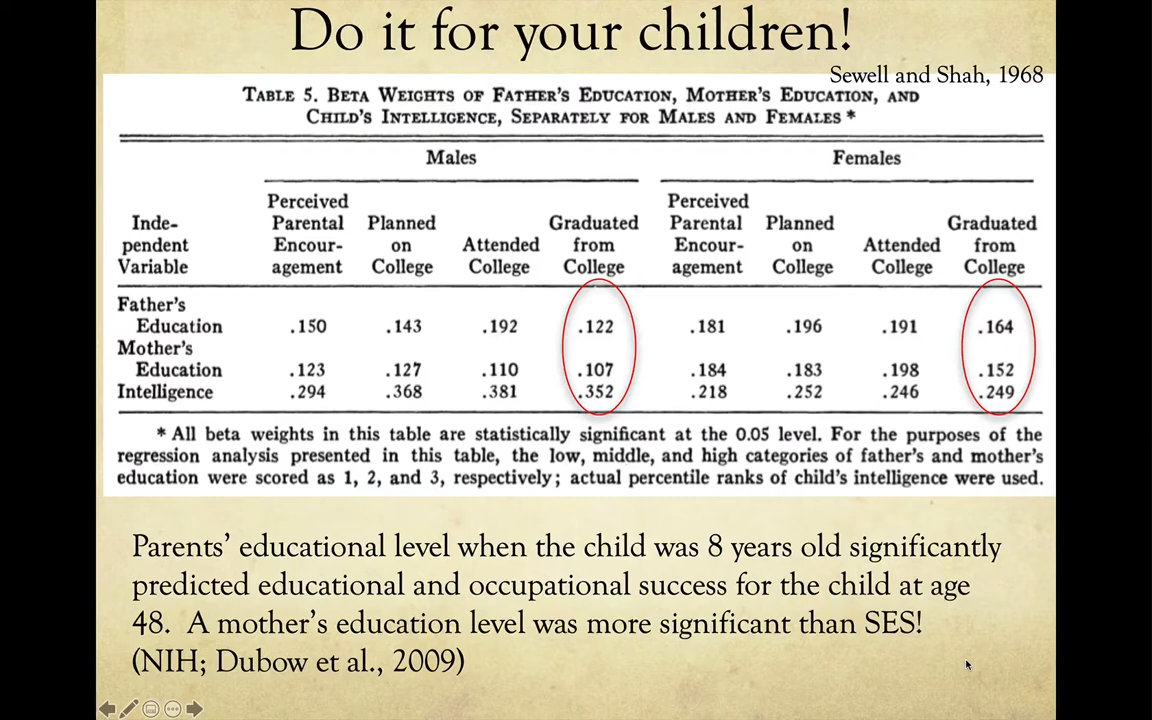 Do it for your children!
Sewell and Shah, 1968
TABLE 5. BETA WEIGHTS OF FATHER'S EDUCATION, MOTHER'S EDUCATION, AND
CHILD'S INTELLIGENCE, SEPARATELY FOR MALES AND FEMALES *
Males Females
Perceived Perceived
Inde- Parental Planned Graduated Parental Planned Graduated
pendent Encour- on Attended from Encour- on Attended from
Variable agement College College College agement College College College
Father's
Education .150 .143 .192 .122 .181 .196 .191 .164
Mother's
Education .123 .127 .110 .107 .184 .183 .198 .152
Intelligence .294 .368 .381 .352 .218 .252 .246 .249
* All beta weights in this table are statistically significant at the 0.05 level. For the purposes of the
regression analysis presented in this table, the low, middle, and high categories of father's and mother's
education were scored as 1, 2, and 3, respectively; actual percentile ranks of child's intelligence were used.
Parents' educational level when the child was 8 years old significantly
predicted educational and occupational success for the child at age
48. A mother's education level was more significant than SES!
(NIH; Dubow et al., 2009)